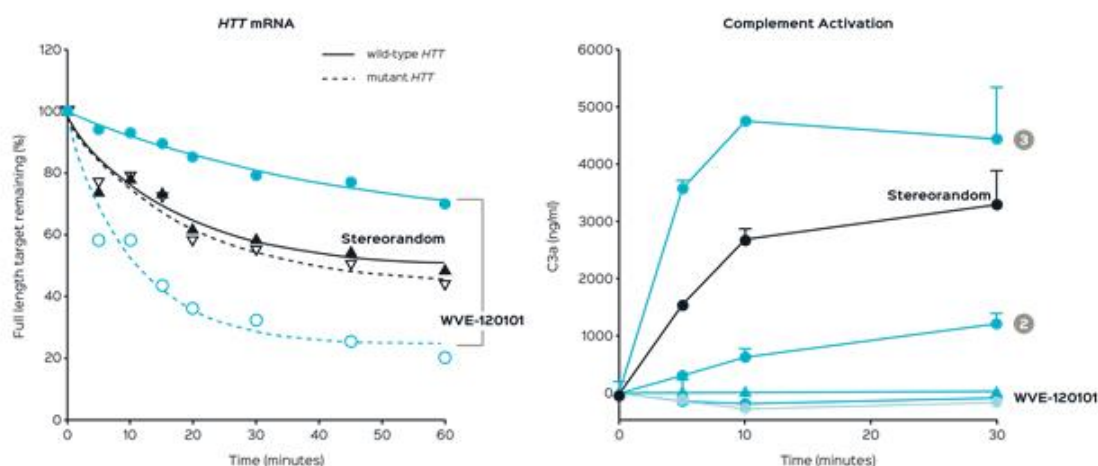 HTT mRNA
120
100
80
60
40
20
0
Full length target remaining (%)
wild-type HTT
mutant HTT
Stereorandom
WVE-120101
0 10 20 30 40 50 60
Time (minutes)
Complement Activation
6000
5000
4000
3000
2000
1000
0
C3a (ng/ml)
3
Stereorandom
2
WVE-120101
0 10 20 30
Time (minutes)